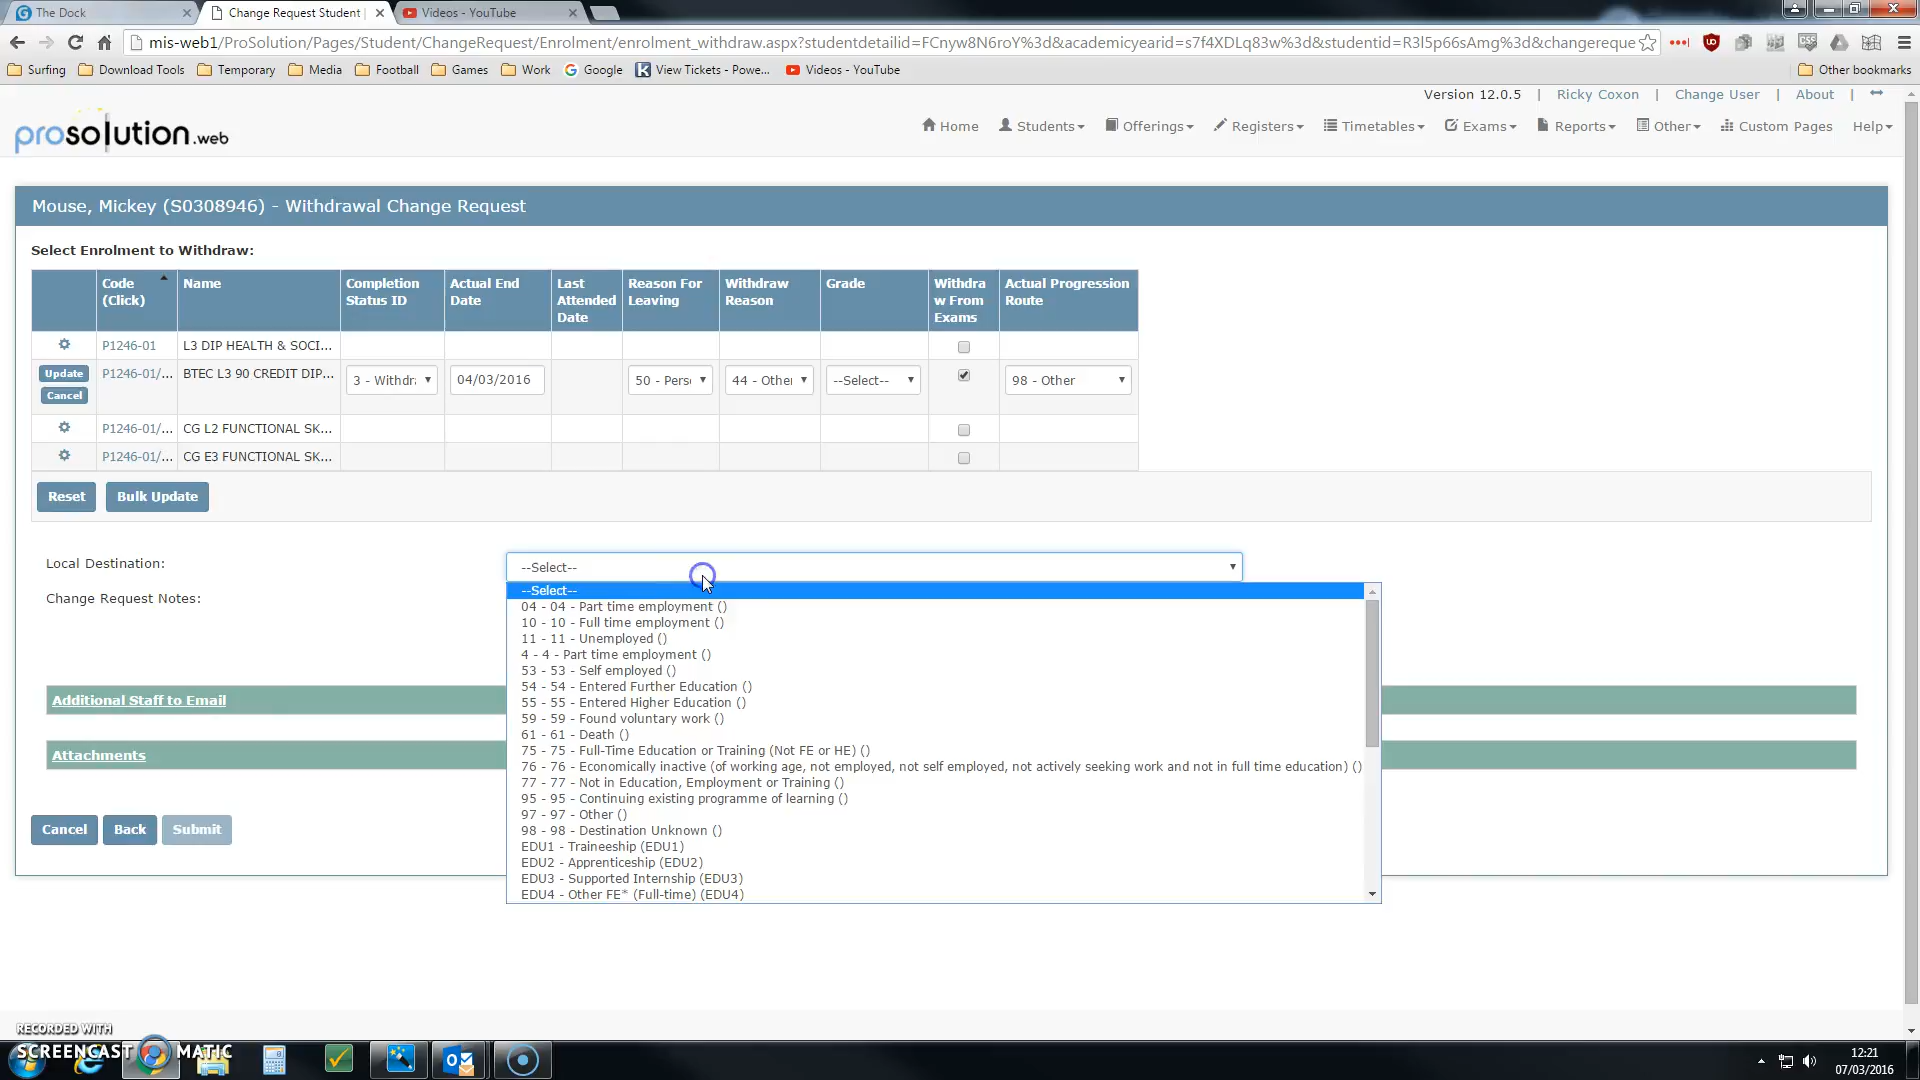 The Dock
Change Request Student
Videos - YouTube
mis-web1/ProSolution/Pages/Student/ChangeRequest/Enrolment/enrolment_withdraw.aspx?studentdetailid=FCnyw8N6roY%3d&academicyearid=s7f4XDLq83w%3d&studentid=R3l5p66sAmg%3d&changereque
Surfing Download Tools Temporary Media Football Games Work Google View Tickets - Powe... Videos - YouTube Other bookmarks
Version 12.0.5 | Ricky Coxon | Change User | About |
prosolution.web
Home Students Offerings Registers Timetables Exams Reports Other Custom Pages Help
Mouse, Mickey (S0308946) - Withdrawal Change Request
Select Enrolment to Withdraw:
Code (Click) Name Completion Status ID Actual End Date Last Attended Date Reason For Leaving Withdraw Reason Grade Withdra w From Exams Actual Progression Route
P1246-01 L3 DIP HEALTH & SOCI...
Update P1246-01/... BTEC L3 90 CREDIT DIP... 3 - Withdr 04/03/2016 50 - Pers 44 - Other --Select-- 98 - Other
Cancel
P1246-01/... CG L2 FUNCTIONAL SK...
P1246-01/... CG E3 FUNCTIONAL SK...
Reset Bulk Update
Local Destination: --Select--
--Select--
Change Request Notes:
04 - 04 - Part time employment ()
10 - 10 - Full time employment ()
11 - 11 - Unemployed ()
4 - 4 - Part time employment ()
53 - 53 - Self employed ()
54 - 54 - Entered Further Education ()
55 - 55 - Entered Higher Education ()
59 - 59 - Found voluntary work ()
61 - 61 - Death ()
75 - 75 - Full-Time Education or Training (Not FE or HE) ()
76 - 76 - Economically inactive (of working age, not employed, not self employed, not actively seeking work and not in full time education) ()
77 - 77 - Not in Education, Employment or Training ()
95 - 95 - Continuing existing programme of learning ()
97 - 97 - Other ()
98 - 98 - Destination Unknown ()
EDU1 - Traineeship (EDU1)
EDU2 - Apprenticeship (EDU2)
EDU3 - Supported Internship (EDU3)
EDU4 - Other FE* (Full-time) (EDU4)
Additional Staff to Email
Attachments
Cancel Back Submit
RECORDED WITH
SCREENCAST MATIC
12:21
07/03/2016